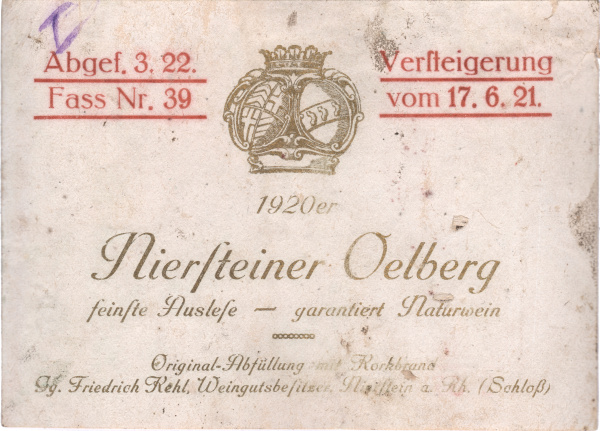 I
Abgef. 3. 22.
Fass Nr. 39
Verſteigerung
vom 17. 6. 21.
1920er
Nierſteiner Oelberg
feinſte Ausleſe — garantiert Naturwein
Original-Abfüllung mit Korkbrand
Gg. Friedrich Kehl, Weingutsbeſitzer, Nierſtein a. Rh. (Schloß)